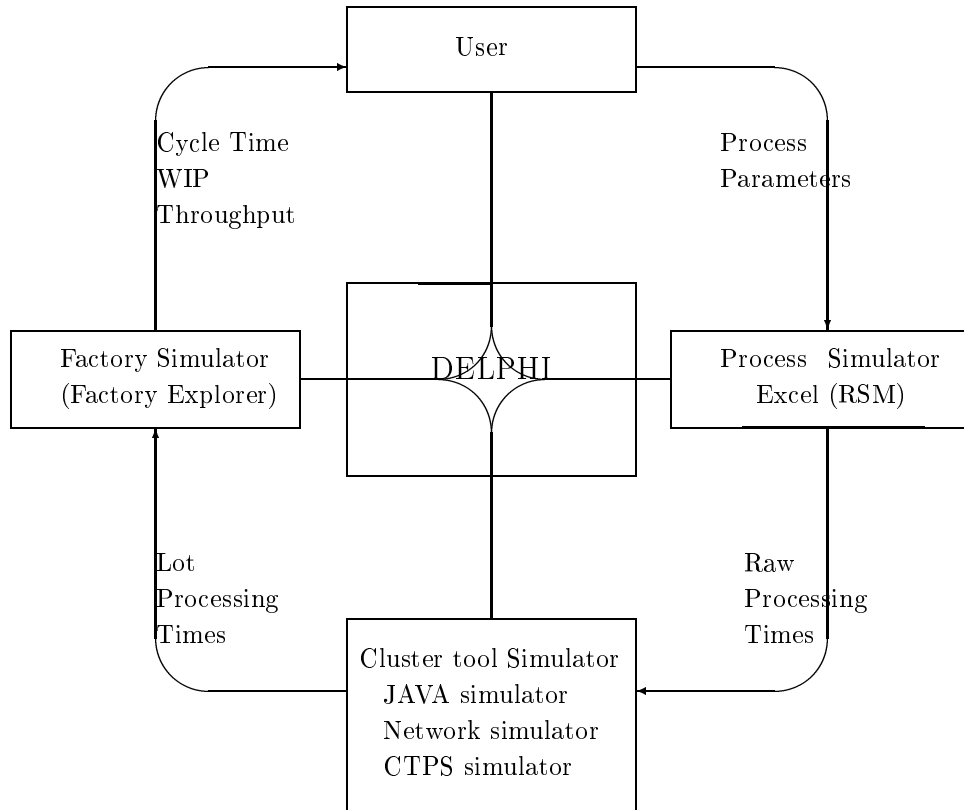 User
Cycle Time
WIP
Throughput
Process
Parameters
Factory Simulator
(Factory Explorer)
DELPHI
Process Simulator
Excel (RSM)
Lot
Processing
Times
Raw
Processing
Times
Cluster tool Simulator
JAVA simulator
Network simulator
CTPS simulator